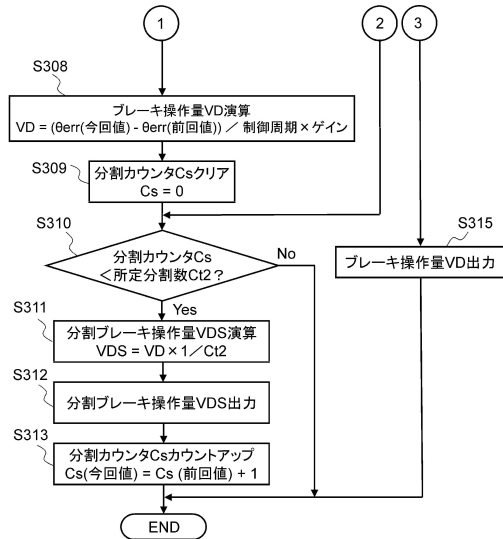 1
2
3
S308
ブレーキ操作量VD演算
VD = (θerr(今回値) - θerr(前回値)) ／ 制御周期×ゲイン
S309
分割カウンタCsクリア
Cs = 0
S310
分割カウンタCs
＜所定分割数Ct2？
No
Yes
S315
ブレーキ操作量VD出力
S311
分割ブレーキ操作量VDS演算
VDS = VD × 1／Ct2
S312
分割ブレーキ操作量VDS出力
S313
分割カウンタCsカウントアップ
Cs(今回値) = Cs (前回値) + 1
END